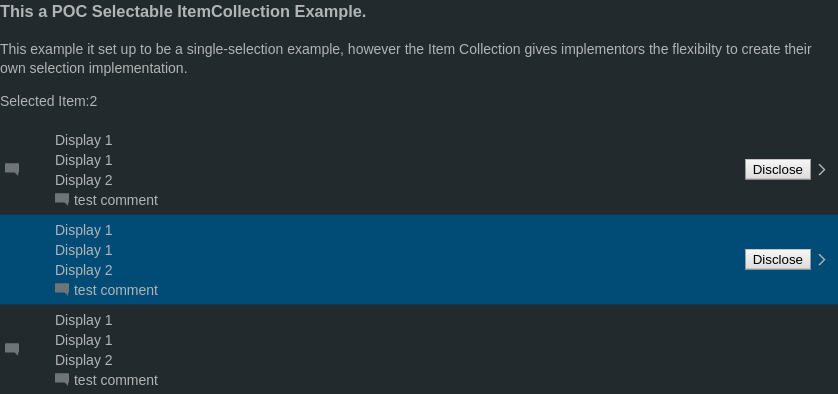 This a POC Selectable ItemCollection Example.
This example it set up to be a single-selection example, however the Item Collection gives implementors the flexibilty to create their
own selection implementation.
Selected Item:2
Display 1
Display 1
Display 2
test comment
Disclose
Display 1
Display 1
Display 2
test comment
Disclose
Display 1
Display 1
Display 2
test comment